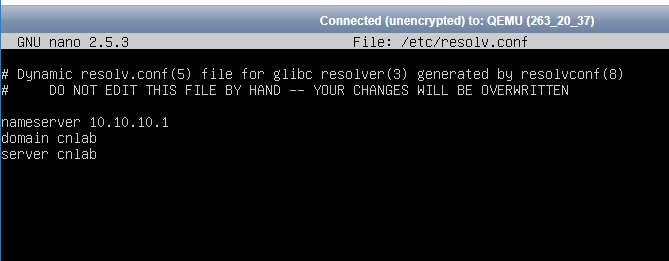 Connected (unencrypted) to: QEMU (263_20_37)
GNU nano 2.5.3 File: /etc/resolv.conf
# Dynamic resolv.conf(5) file for glibc resolver(3) generated by resolvconf(8)
# DO NOT EDIT THIS FILE BY HAND -- YOUR CHANGES WILL BE OVERWRITTEN
nameserver 10.10.10.1
domain cnlab
server cnlab